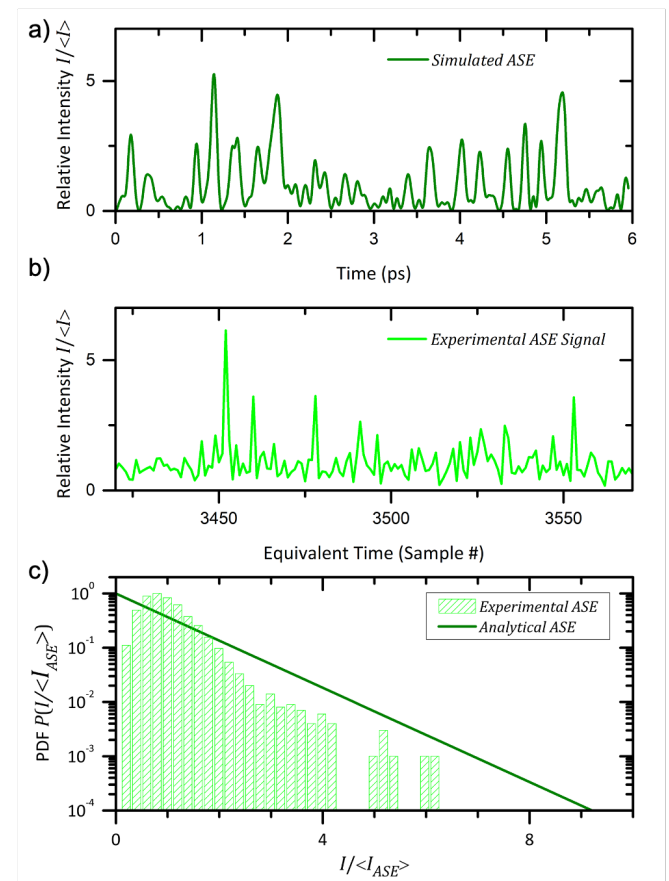 a)
Relative Intensity I/<I>
5
0
Simulated ASE
0 1 2 3 4 5 6
Time (ps)
b)
Relative Intensity I/<I>
5
0
Experimental ASE Signal
3450 3500 3550
Equivalent Time (Sample #)
c)
PDF P(I/<I_ASE>)
10^0
10^-1
10^-2
10^-3
10^-4
Experimental ASE
Analytical ASE
0 4 8
I/<I_ASE>